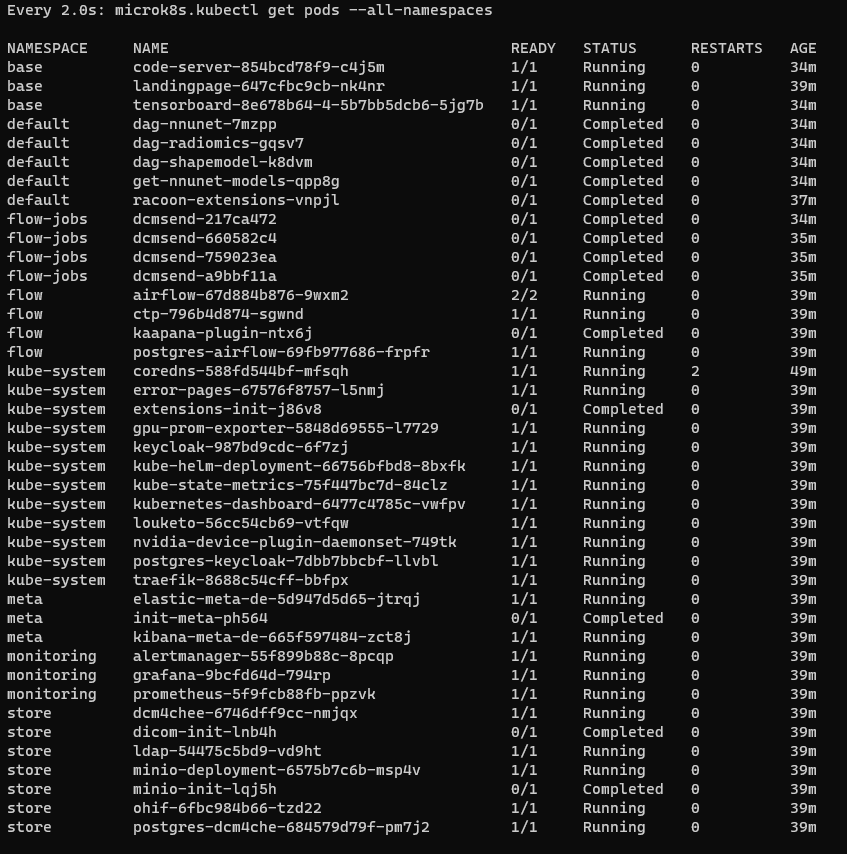 Every 2.0s: microk8s.kubectl get pods --all-namespaces
NAMESPACE NAME READY STATUS RESTARTS AGE
base code-server-854bcd78f9-c4j5m 1/1 Running 0 34m
base landingpage-647cfbc9cb-nk4nr 1/1 Running 0 39m
base tensorboard-8e678b64-4-5b7bb5dcb6-5jg7b 1/1 Running 0 34m
default dag-nnunet-7mzpp 0/1 Completed 0 34m
default dag-radiomics-gqsv7 0/1 Completed 0 34m
default dag-shapemodel-k8dvm 0/1 Completed 0 34m
default get-nnunet-models-qpp8g 0/1 Completed 0 34m
default racoon-extensions-vnpjl 0/1 Completed 0 37m
flow-jobs dcmsend-217ca472 0/1 Completed 0 34m
flow-jobs dcmsend-660582c4 0/1 Completed 0 35m
flow-jobs dcmsend-759023ea 0/1 Completed 0 35m
flow-jobs dcmsend-a9bbf11a 0/1 Completed 0 35m
flow airflow-67d884b876-9wxm2 2/2 Running 0 39m
flow ctp-796b4d874-sgwnd 1/1 Running 0 39m
flow kaapana-plugin-ntx6j 0/1 Completed 0 39m
flow postgres-airflow-69fb977686-frpfr 1/1 Running 0 39m
kube-system coredns-588fd544bf-mfsqh 1/1 Running 2 49m
kube-system error-pages-67576f8757-l5nmj 1/1 Running 0 39m
kube-system extensions-init-j86v8 0/1 Completed 0 39m
kube-system gpu-prom-exporter-5848d69555-l7729 1/1 Running 0 39m
kube-system keycloak-987bd9cdc-6f7zj 1/1 Running 0 39m
kube-system kube-helm-deployment-66756bfbd8-8bxfk 1/1 Running 0 39m
kube-system kube-state-metrics-75f447bc7d-84clz 1/1 Running 0 39m
kube-system kubernetes-dashboard-6477c4785c-vwfpv 1/1 Running 0 39m
kube-system louketo-56cc54cb69-vtfqw 1/1 Running 0 39m
kube-system nvidia-device-plugin-daemonset-749tk 1/1 Running 0 39m
kube-system postgres-keycloak-7dbb7bbcbf-llvbl 1/1 Running 0 39m
kube-system traefik-8688c54cff-bbfpx 1/1 Running 0 39m
meta elastic-meta-de-5d947d5d65-jtrqj 1/1 Running 0 39m
meta init-meta-ph564 0/1 Completed 0 39m
meta kibana-meta-de-665f597484-zct8j 1/1 Running 0 39m
monitoring alertmanager-55f899b88c-8pcqp 1/1 Running 0 39m
monitoring grafana-9bcfd64d-794rp 1/1 Running 0 39m
monitoring prometheus-5f9fcb88fb-ppzvk 1/1 Running 0 39m
store dcm4chee-6746dff9cc-nmjqx 1/1 Running 0 39m
store dicom-init-lnb4h 0/1 Completed 0 39m
store ldap-54475c5bd9-vd9ht 1/1 Running 0 39m
store minio-deployment-6575b7c6b-msp4v 1/1 Running 0 39m
store minio-init-lqj5h 0/1 Completed 0 39m
store ohif-6fbc984b66-tzd22 1/1 Running 0 39m
store postgres-dcm4che-684579d79f-pm7j2 1/1 Running 0 39m